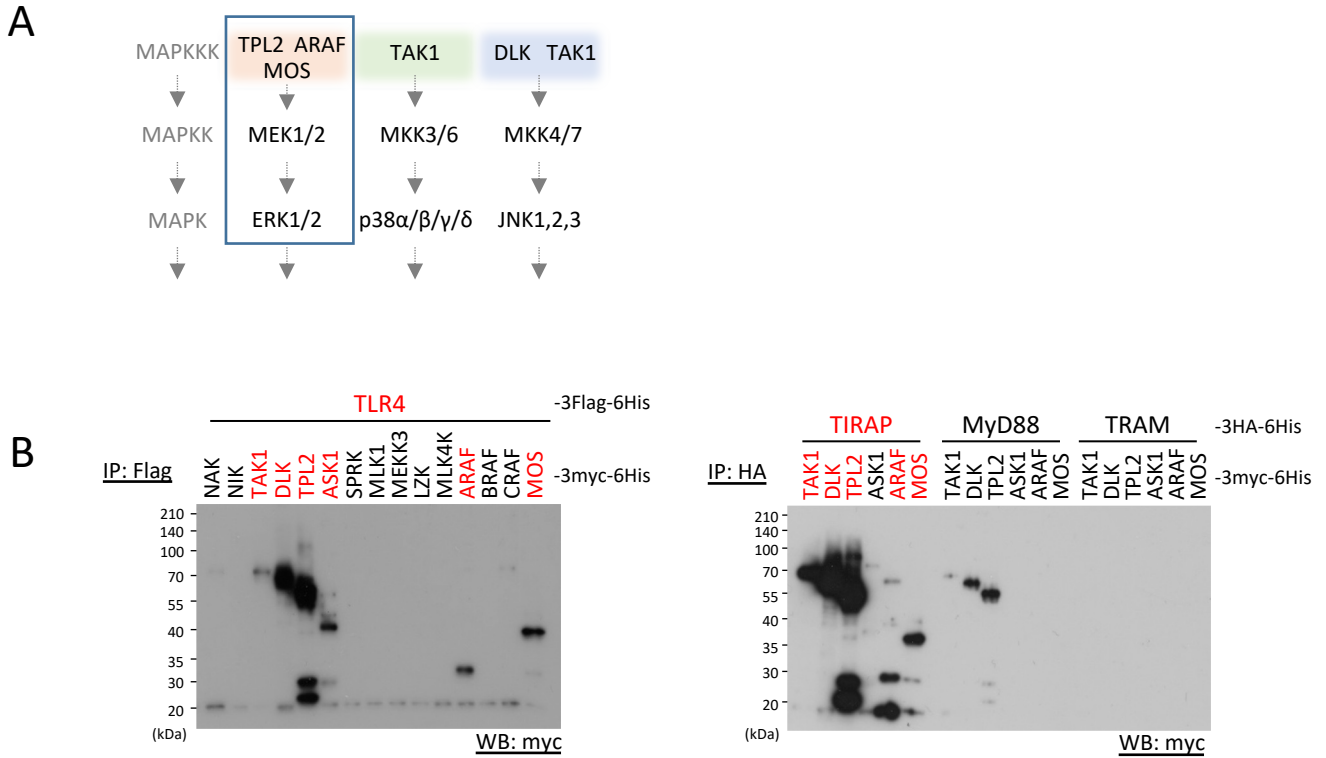 A
MAPKKK TPL2 ARAF MOS TAK1 DLK TAK1
MAPKK MEK1/2 MKK3/6 MKK4/7
MAPK ERK1/2 p38α/β/γ/δ JNK1,2,3
B
TLR4 -3Flag-6His
IP: Flag NAK NIK TAK1 DLK TPL2 ASK1 SPRK MLK1 MEKK3 LZK MLK4K ARAF BRAF CRAF MOS -3myc-6His
210
140
100
70
55
40
35
30
20
(kDa)
WB: myc
TIRAP MyD88 TRAM -3HA-6His
IP: HA TAK1 DLK TPL2 ASK1 ARAF MOS TAK1 DLK TPL2 ASK1 ARAF MOS TAK1 DLK TPL2 ASK1 ARAF MOS -3myc-6His
210
140
100
70
55
40
35
30
20
(kDa)
WB: myc